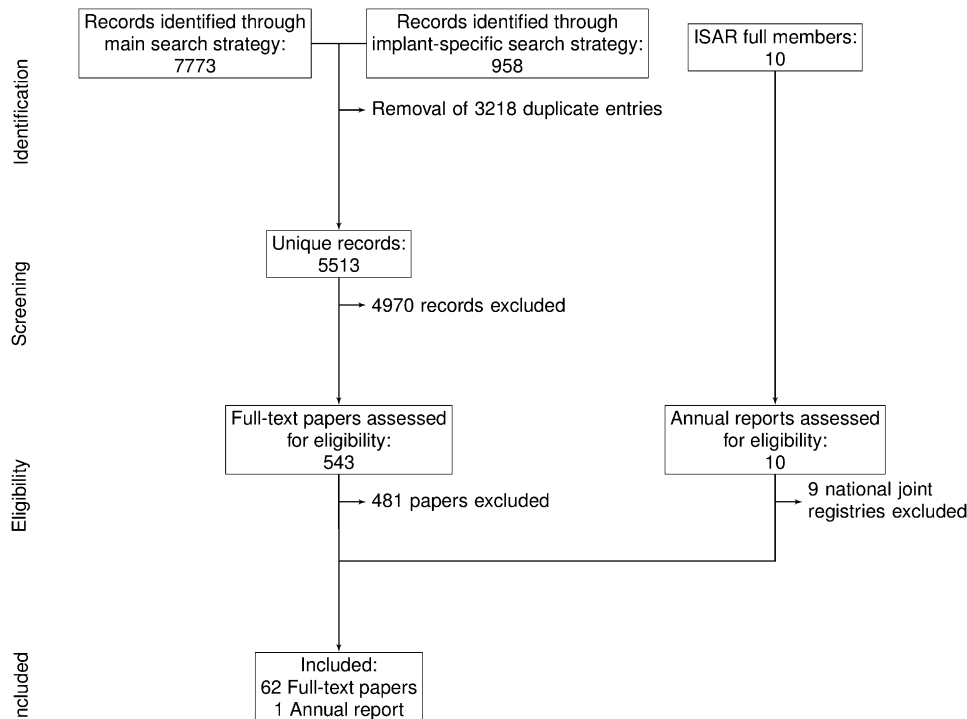 Records identified through
main search strategy:
7773
Records identified through
implant-specific search strategy:
958
ISAR full members:
10
Identification
Removal of 3218 duplicate entries
Unique records:
5513
Screening
4970 records excluded
Full-text papers assessed
for eligibility:
543
Annual reports assessed
for eligibility:
10
Eligibility
481 papers excluded
9 national joint
registries excluded
Included:
62 Full-text papers
1 Annual report
ncluded